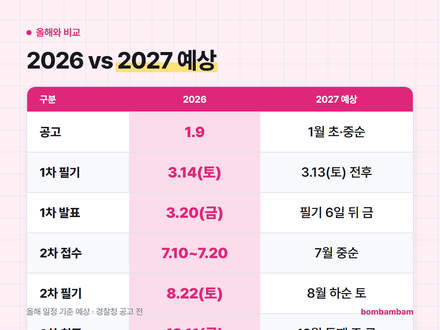 올해와 비교
2026 vs 2027 예상
구분 2026 2027 예상
공고 1.9 1월 초·중순
1차 필기 3.14(토) 3.13(토) 전후
1차 발표 3.20(금) 필기 6일 뒤 금
2차 접수 7.10~7.20 7월 중순
2차 필기 8.22(토) 8월 하순 토
올해 일정 기준 예상 · 경찰청 공고 전 bombambam